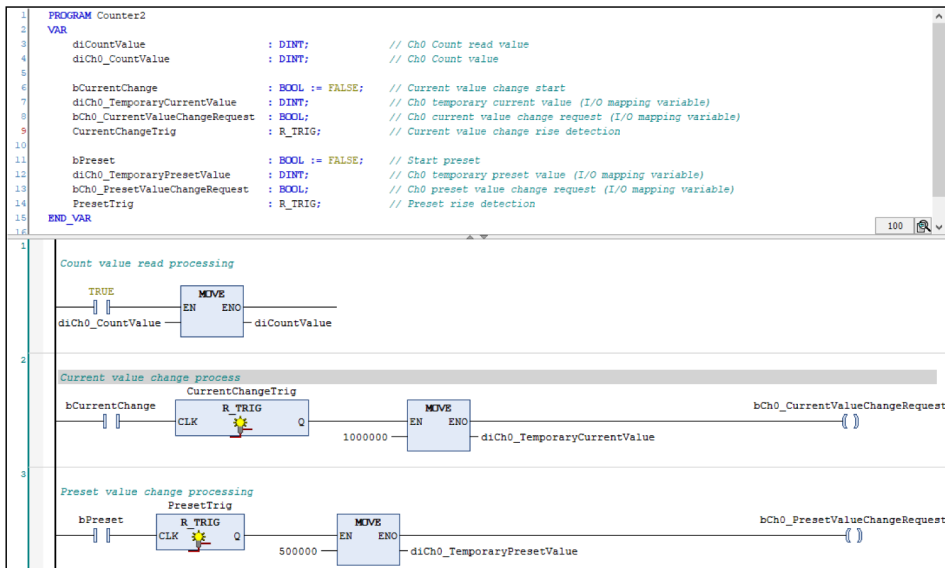 1 PROGRAM Counter2
2 VAR
3 diCountValue : DINT; // Ch0 Count read value
4 diCh0_CountValue : DINT; // Ch0 Count value
5
6 bCurrentChange : BOOL := FALSE; // Current value change start
7 diCh0_TemporaryCurrentValue : DINT; // Ch0 temporary current value (I/O mapping variable)
8 bCh0_CurrentValueChangeRequest : BOOL; // Ch0 current value change request (I/O mapping variable)
9 CurrentChangeTrig : R_TRIG; // Current value change rise detection
10
11 bPreset : BOOL := FALSE; // Start preset
12 diCh0_TemporaryPresetValue : DINT; // Ch0 temporary preset value (I/O mapping variable)
13 bCh0_PresetValueChangeRequest : BOOL; // Ch0 preset value change request (I/O mapping variable)
14 PresetTrig : R_TRIG; // Preset rise detection
15 END_VAR
16
100
1
Count value read processing
TRUE MOVE
EN ENO
diCh0_CountValue diCountValue
2
Current value change process
CurrentChangeTrig
bCurrentChange R_TRIG MOVE bCh0_CurrentValueChangeRequest
CLK Q EN ENO
1000000 diCh0_TemporaryCurrentValue
3
Preset value change processing
PresetTrig
bPreset R_TRIG MOVE bCh0_PresetValueChangeRequest
CLK Q EN ENO
500000 diCh0_TemporaryPresetValue